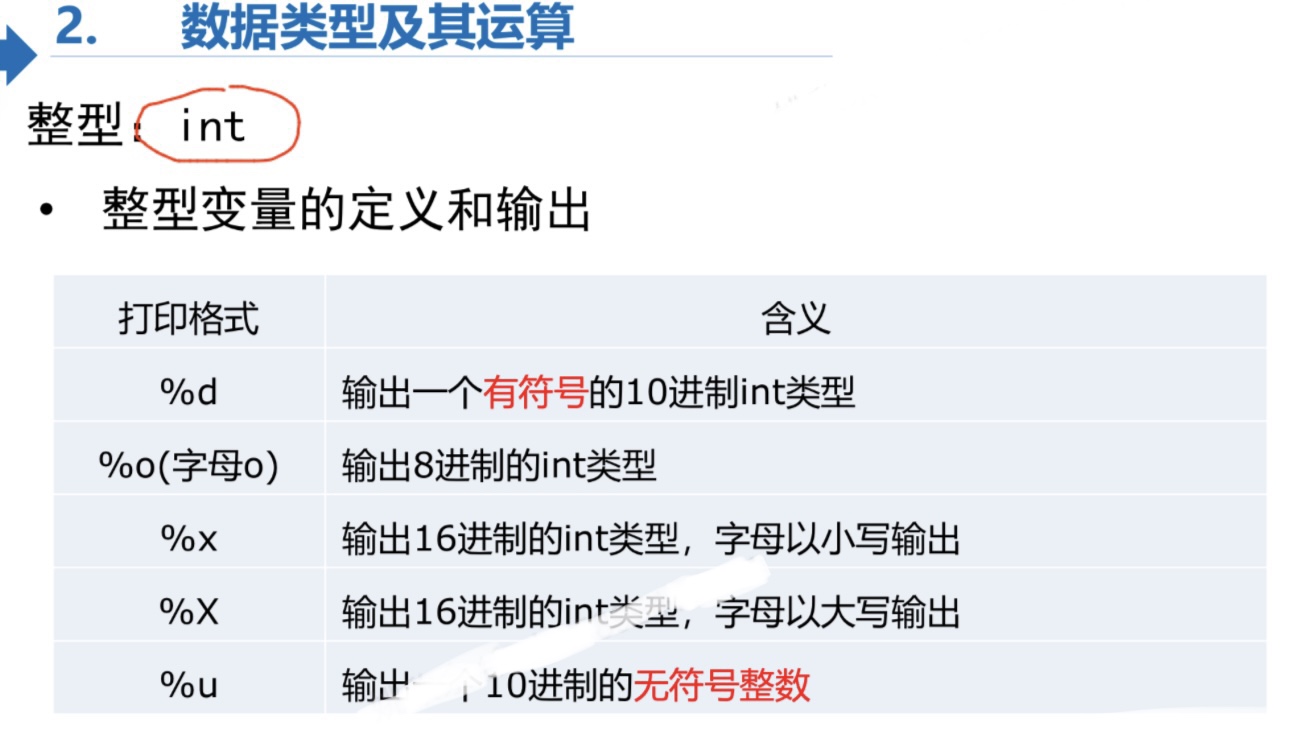 2. 数据类型及其运算
整型：int
• 整型变量的定义和输出
打印格式 含义
%d 输出一个有符号的10进制int类型
%o(字母o) 输出8进制的int类型
%x 输出16进制的int类型，字母以小写输出
%X 输出16进制的int类型，字母以大写输出
%u 输出一个10进制的无符号整数